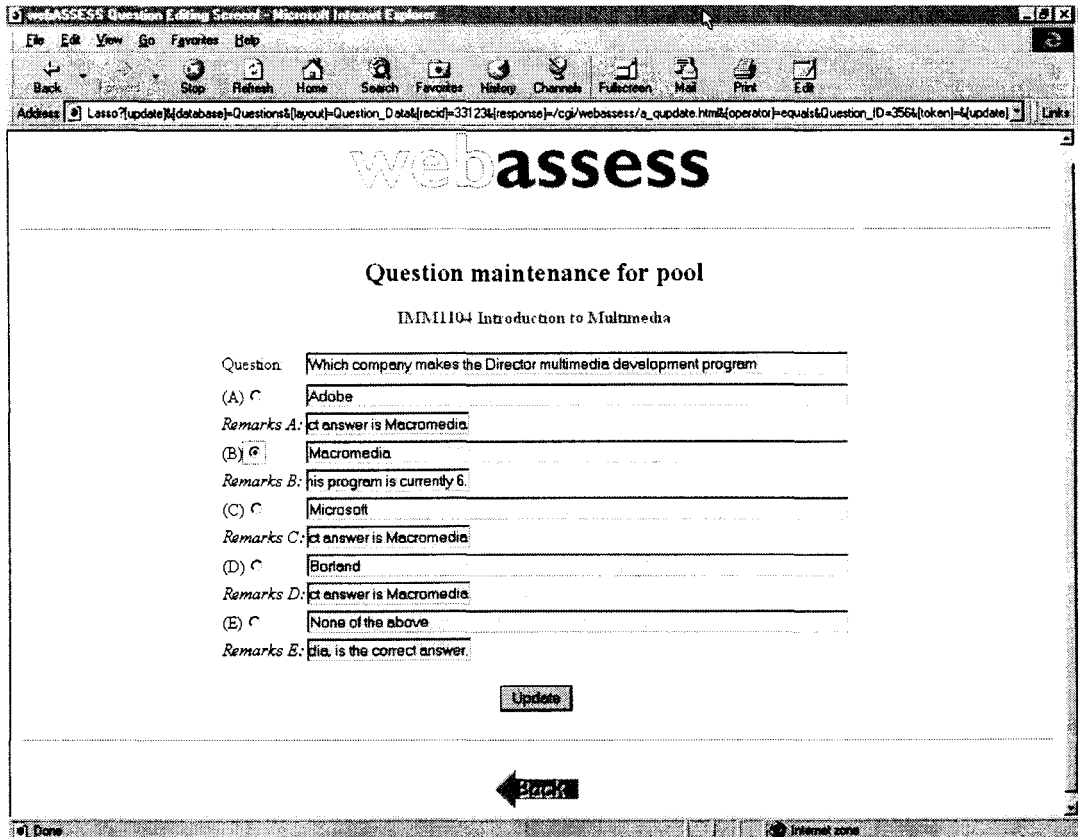 webASSESS Question Editing Screen! - Microsoft Internet Explorer
File Edit View Go Favorites Help
Back Stop Refresh Home Search Favorites History Channels Fullscreen Mail Print Edit
Address Lasso?[update]&[database]=Questions&[layout]=Question_Data&[recid]=33123&[response]=/cgi/webassess/a_qupdate.html&[operator]=equals&Question_ID=356&[token]=&[update] Links
webassess
Question maintenance for pool
IMM1104 Introduction to Multimedia
Question: Which company makes the Director multimedia development program
(A) Adobe
Remarks A: ct answer is Macromedia
(B) Macromedia
Remarks B: his program is currently 6.
(C) Microsoft
Remarks C: ct answer is Macromedia
(D) Borland
Remarks D: ct answer is Macromedia
(E) None of the above
Remarks E: dia, is the correct answer.
Update
Back
Done Internet zone